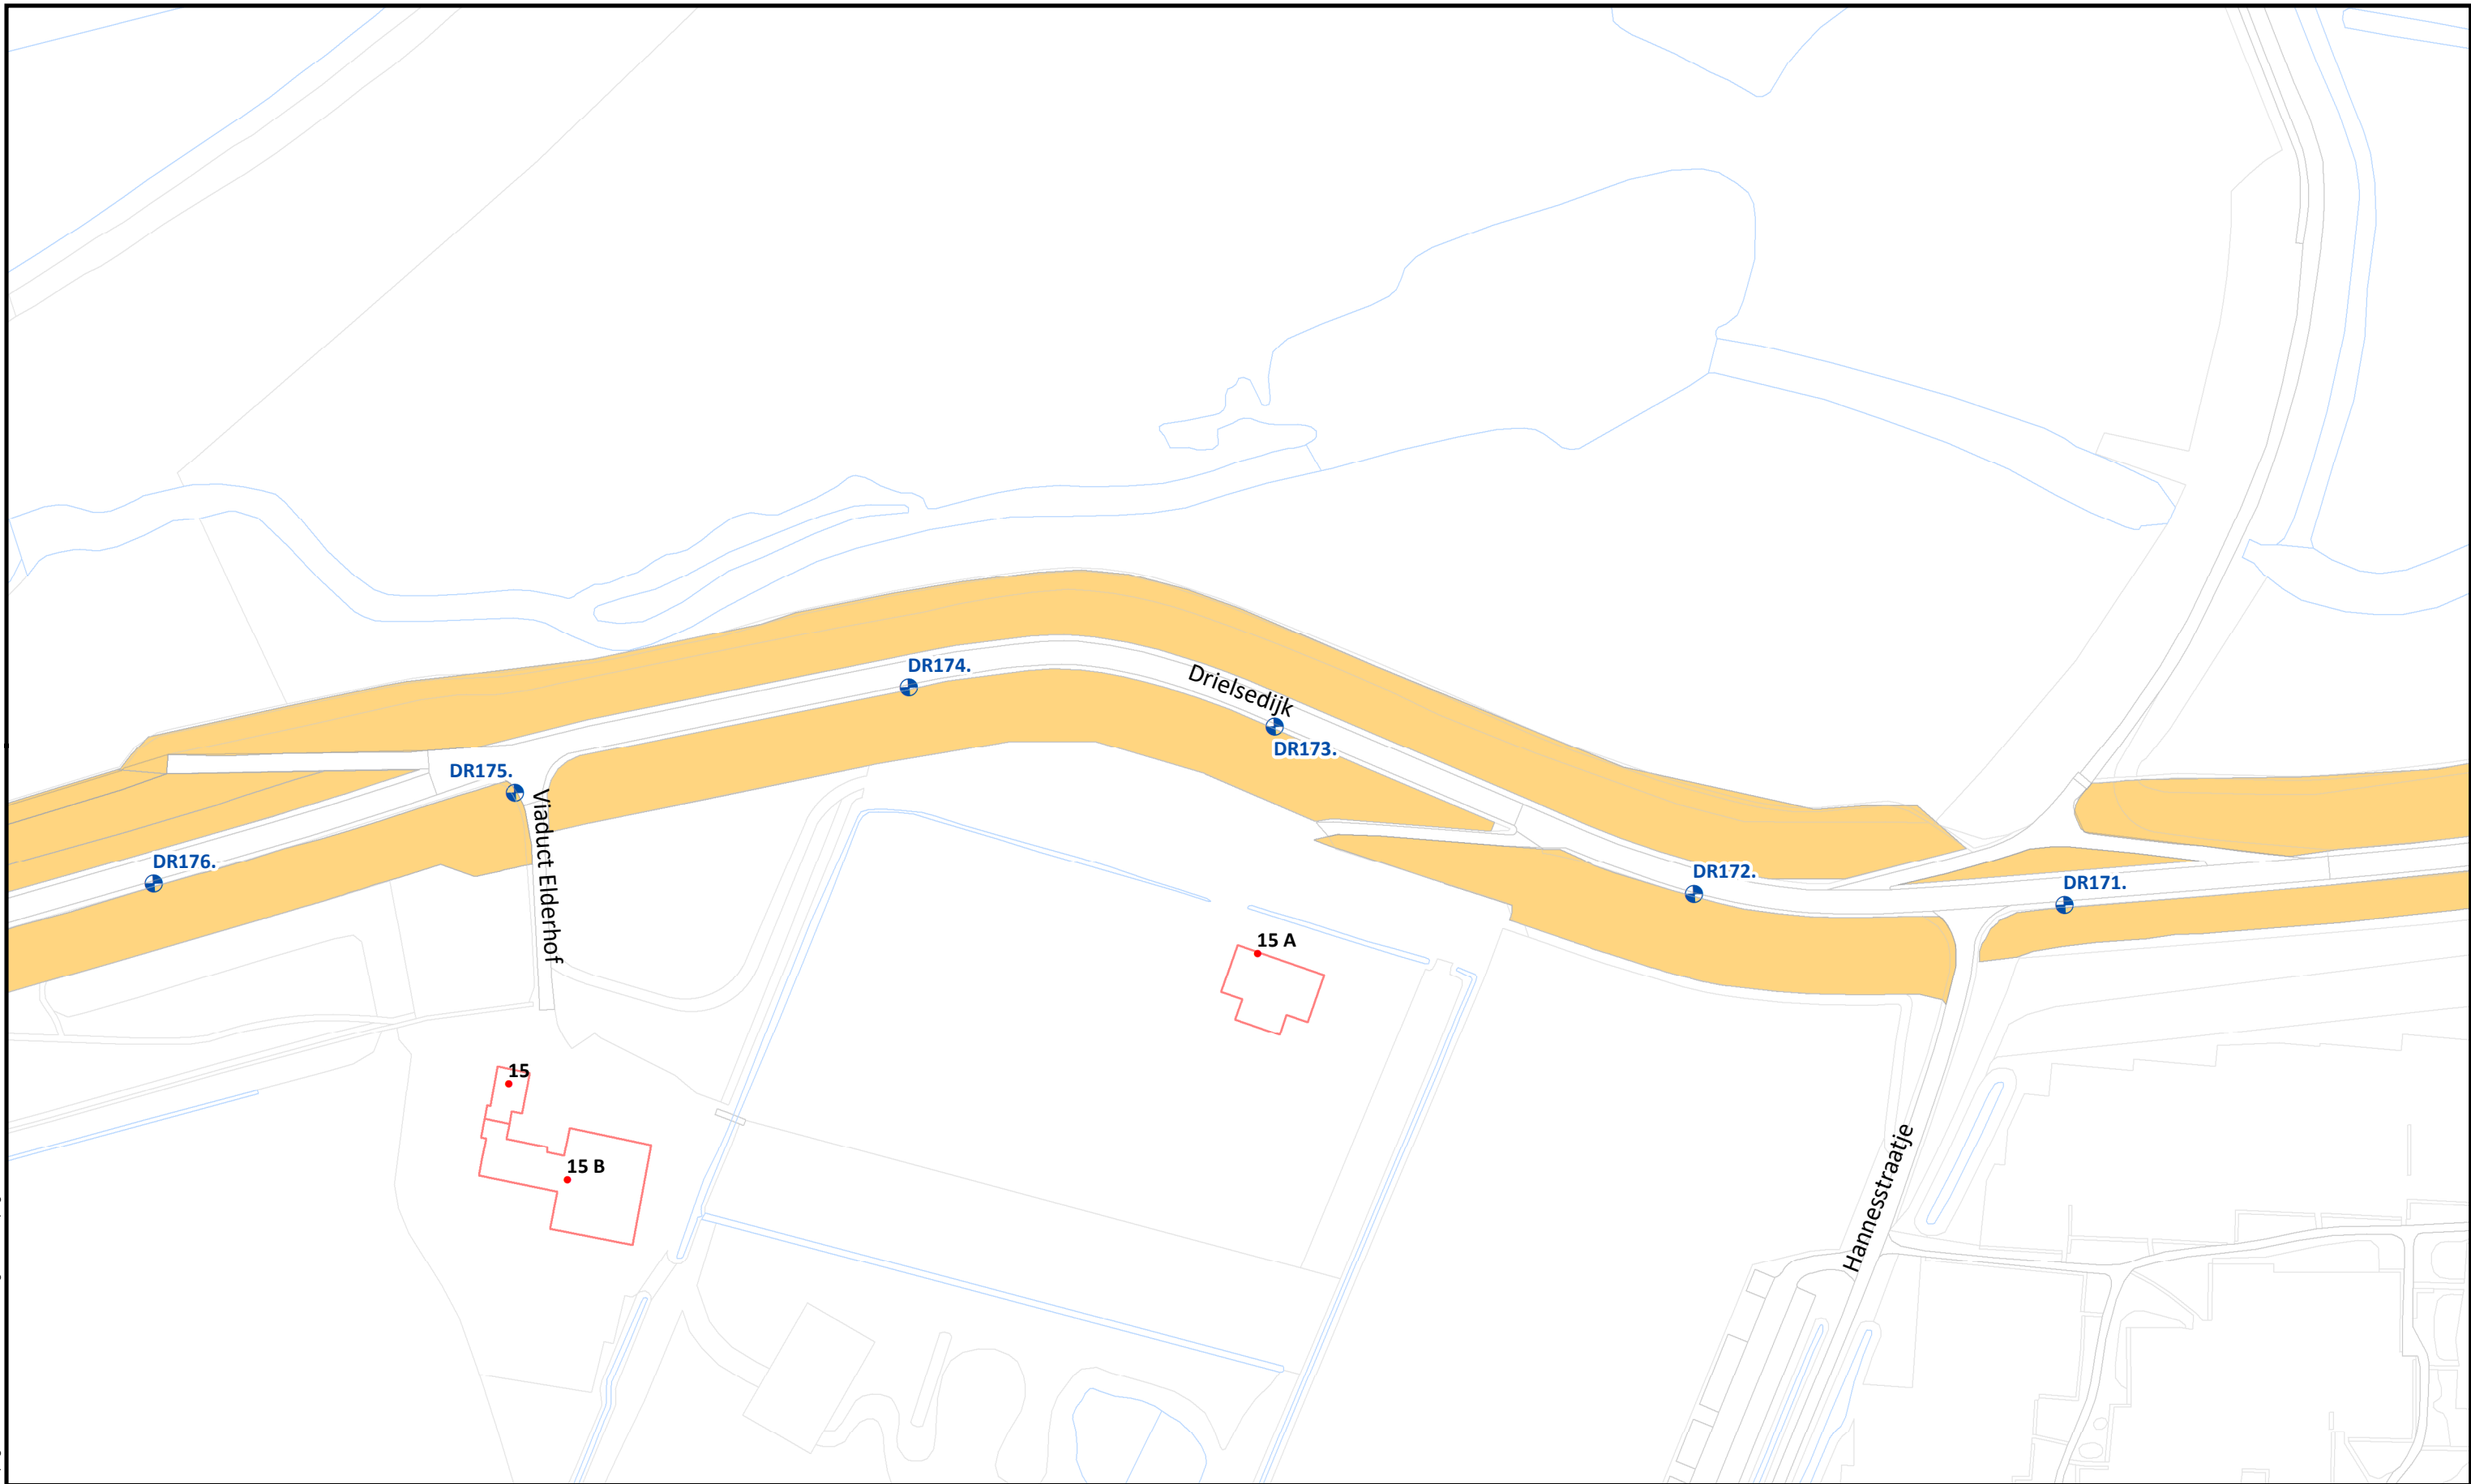 DR174.
Drielsedijk
DR173.
DR175.
Viaduct Elderhof
DR176.
DR172.
DR171.
15 A
15
15 B
Hannesstraatje